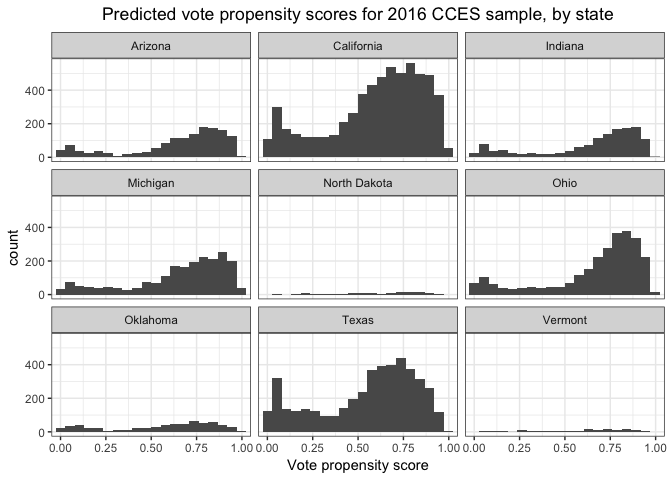 Predicted vote propensity scores for 2016 CCES sample, by state
Arizona
California
Indiana
400
200
0
Michigan
North Dakota
Ohio
400
200
0
count
Oklahoma
Texas
Vermont
400
200
0
0.00 0.25 0.50 0.75 1.00 0.00 0.25 0.50 0.75 1.00 0.00 0.25 0.50 0.75 1.00
Vote propensity score